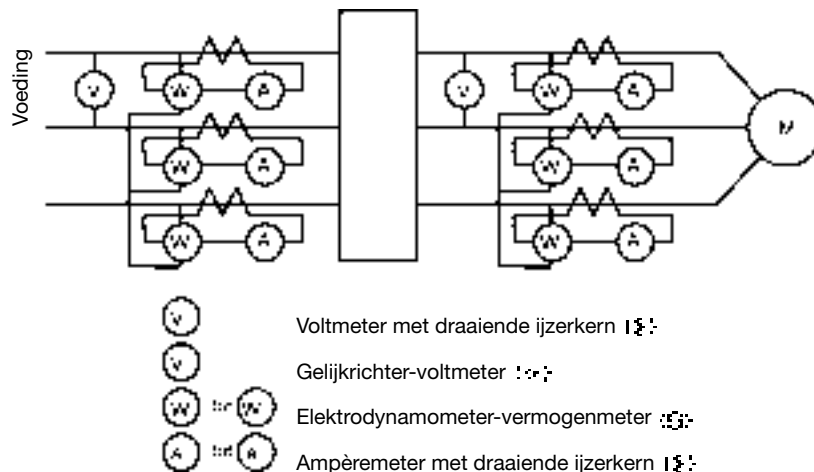 Voeding
V W A V W A M
W A W A
W A W A
V Voltmeter met draaiende ijzerkern
V Gelijkrichter-voltmeter
W W Elektrodynamometer-vermogenmeter
A A Ampèremeter met draaiende ijzerkern